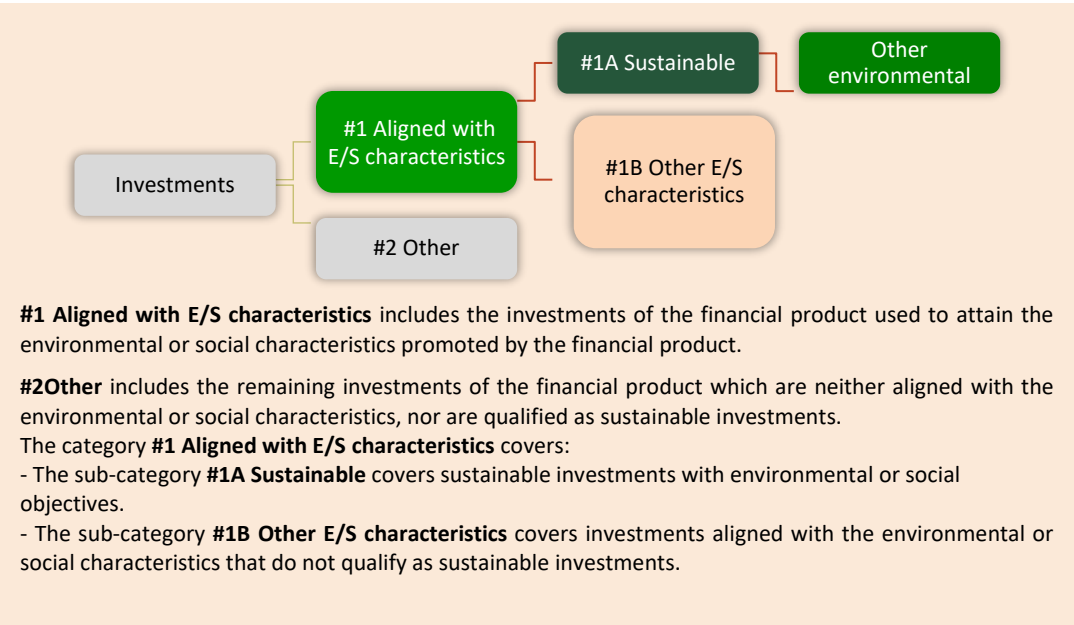 #1A Sustainable
Other
environmental
#1 Aligned with
E/S characteristics
#1B Other E/S
characteristics
Investments
#2 Other
#1 Aligned with E/S characteristics includes the investments of the financial product used to attain the
environmental or social characteristics promoted by the financial product.
#2Other includes the remaining investments of the financial product which are neither aligned with the
environmental or social characteristics, nor are qualified as sustainable investments.
The category #1 Aligned with E/S characteristics covers:
- The sub-category #1A Sustainable covers sustainable investments with environmental or social
objectives.
- The sub-category #1B Other E/S characteristics covers investments aligned with the environmental or
social characteristics that do not qualify as sustainable investments.